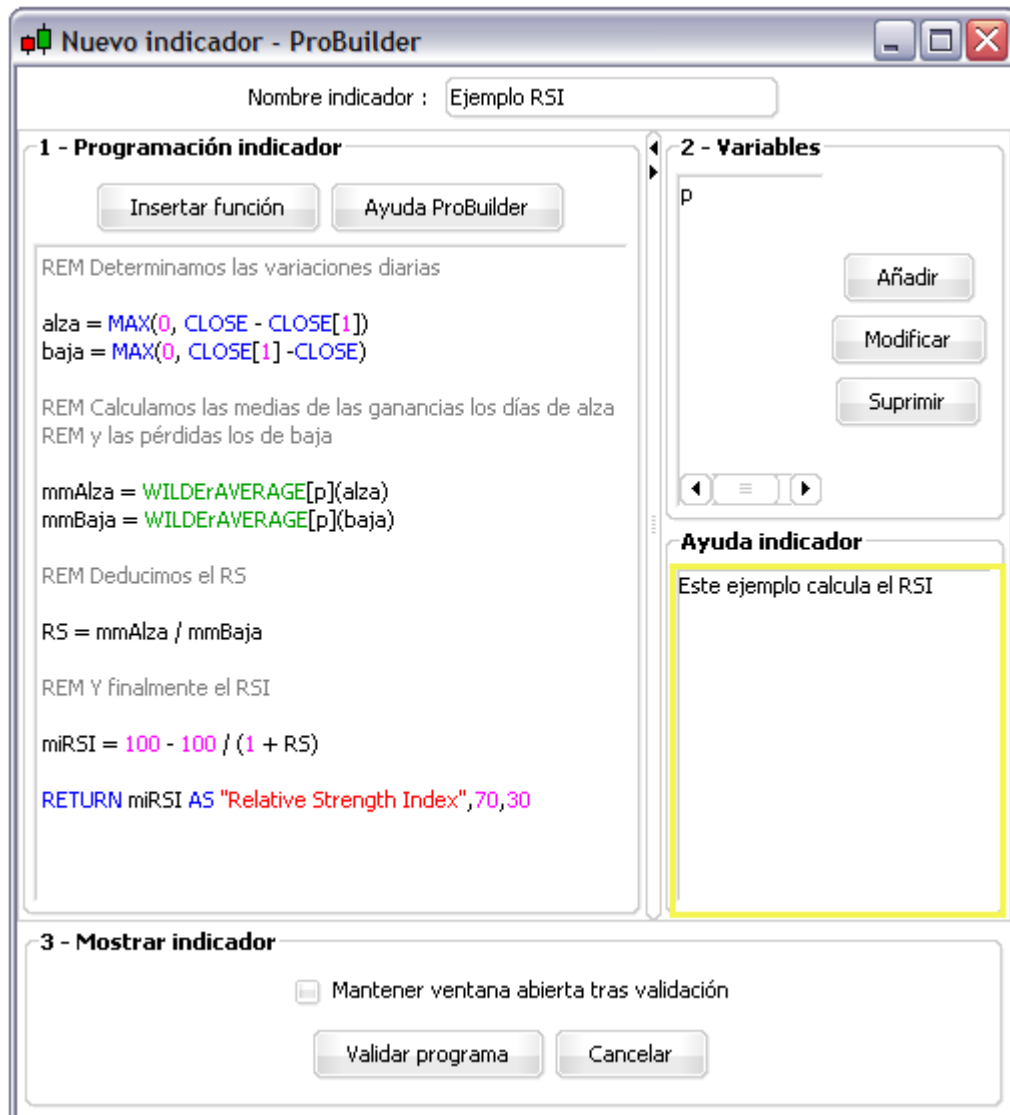 Nuevo indicador - ProBuilder
Nombre indicador : Ejemplo RSI
1 - Programación indicador
Insertar función Ayuda ProBuilder
REM Determinamos las variaciones diarias
alza = MAX(0, CLOSE - CLOSE[1])
baja = MAX(0, CLOSE[1] -CLOSE)
REM Calculamos las medias de las ganancias los días de alza
REM y las pérdidas los de baja
mmAlza = WILDErAVERAGE[p](alza)
mmBaja = WILDErAVERAGE[p](baja)
REM Deducimos el RS
RS = mmAlza / mmBaja
REM Y finalmente el RSI
miRSI = 100 - 100 / (1 + RS)
RETURN miRSI AS "Relative Strength Index",70,30
2 - Variables
p
Añadir
Modificar
Suprimir
Ayuda indicador
Este ejemplo calcula el RSI
3 - Mostrar indicador
Mantener ventana abierta tras validación
Validar programa Cancelar